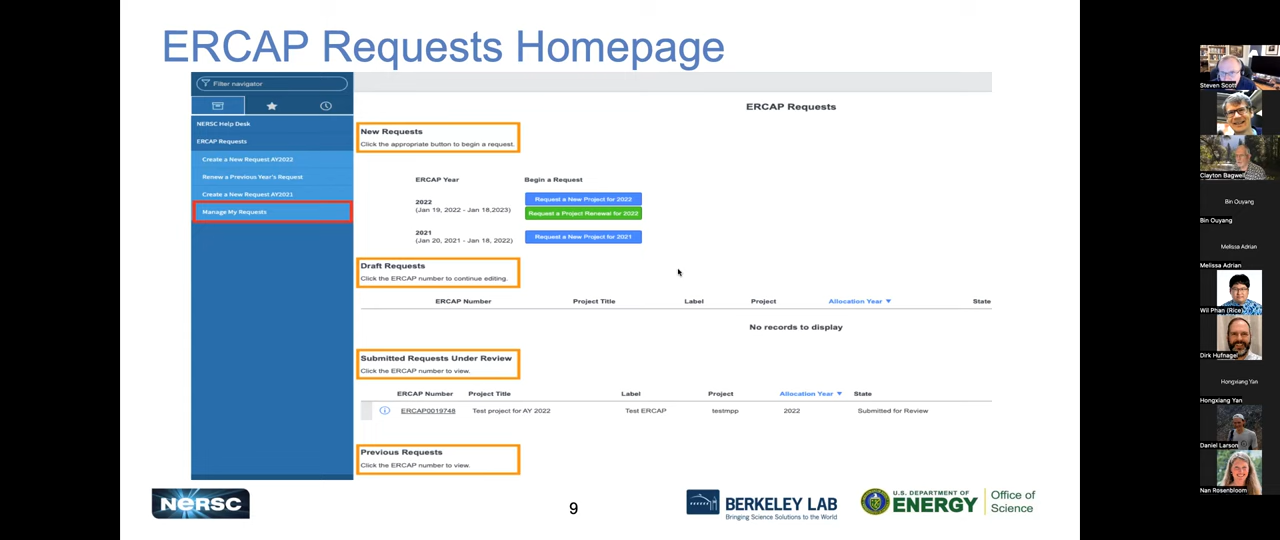 ERCAP Requests Homepage
Filter navigator
NERSC Help Desk
ERCAP Requests
Create a New Request AY2022
Renew a Previous Year's Request
Create a New Request AY2021
Manage My Requests
ERCAP Requests
New Requests
Click the appropriate button to begin a request.
ERCAP Year Begin a Request
2022 Request a New Project for 2022
(Jan 19, 2022 - Jan 18,2023) Request a Project Renewal for 2022
2021 Request a New Project for 2021
(Jan 20, 2021 - Jan 18, 2022)
Draft Requests
Click the ERCAP number to continue editing.
ERCAP Number Project Title Label Project Allocation Year ▼ State
No records to display
Submitted Requests Under Review
Click the ERCAP number to view.
ERCAP Number Project Title Label Project Allocation Year ▼ State
ERCAP0019748 Test project for AY 2022 Test ERCAP testmpp 2022 Submitted for Review
Previous Requests
Click the ERCAP number to view.
NERSC
9
BERKELEY LAB
Bringing Science Solutions to the World
U.S. DEPARTMENT OF
ENERGY
Office of
Science
Steven Scott
Clayton Bagwell
Bin Ouyang
Bin Ouyang
Melissa Adrian
Melissa Adrian
Wil Phan (Rice)
Dirk Hufnagel
Hongxiang Yan
Hongxiang Yan
Daniel Larson
Nan Rosenbloom